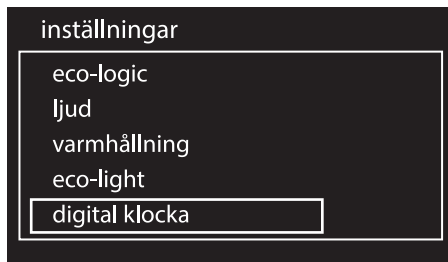 inställningar
eco-logic
ljud
varmhållning
eco-light
digital klocka